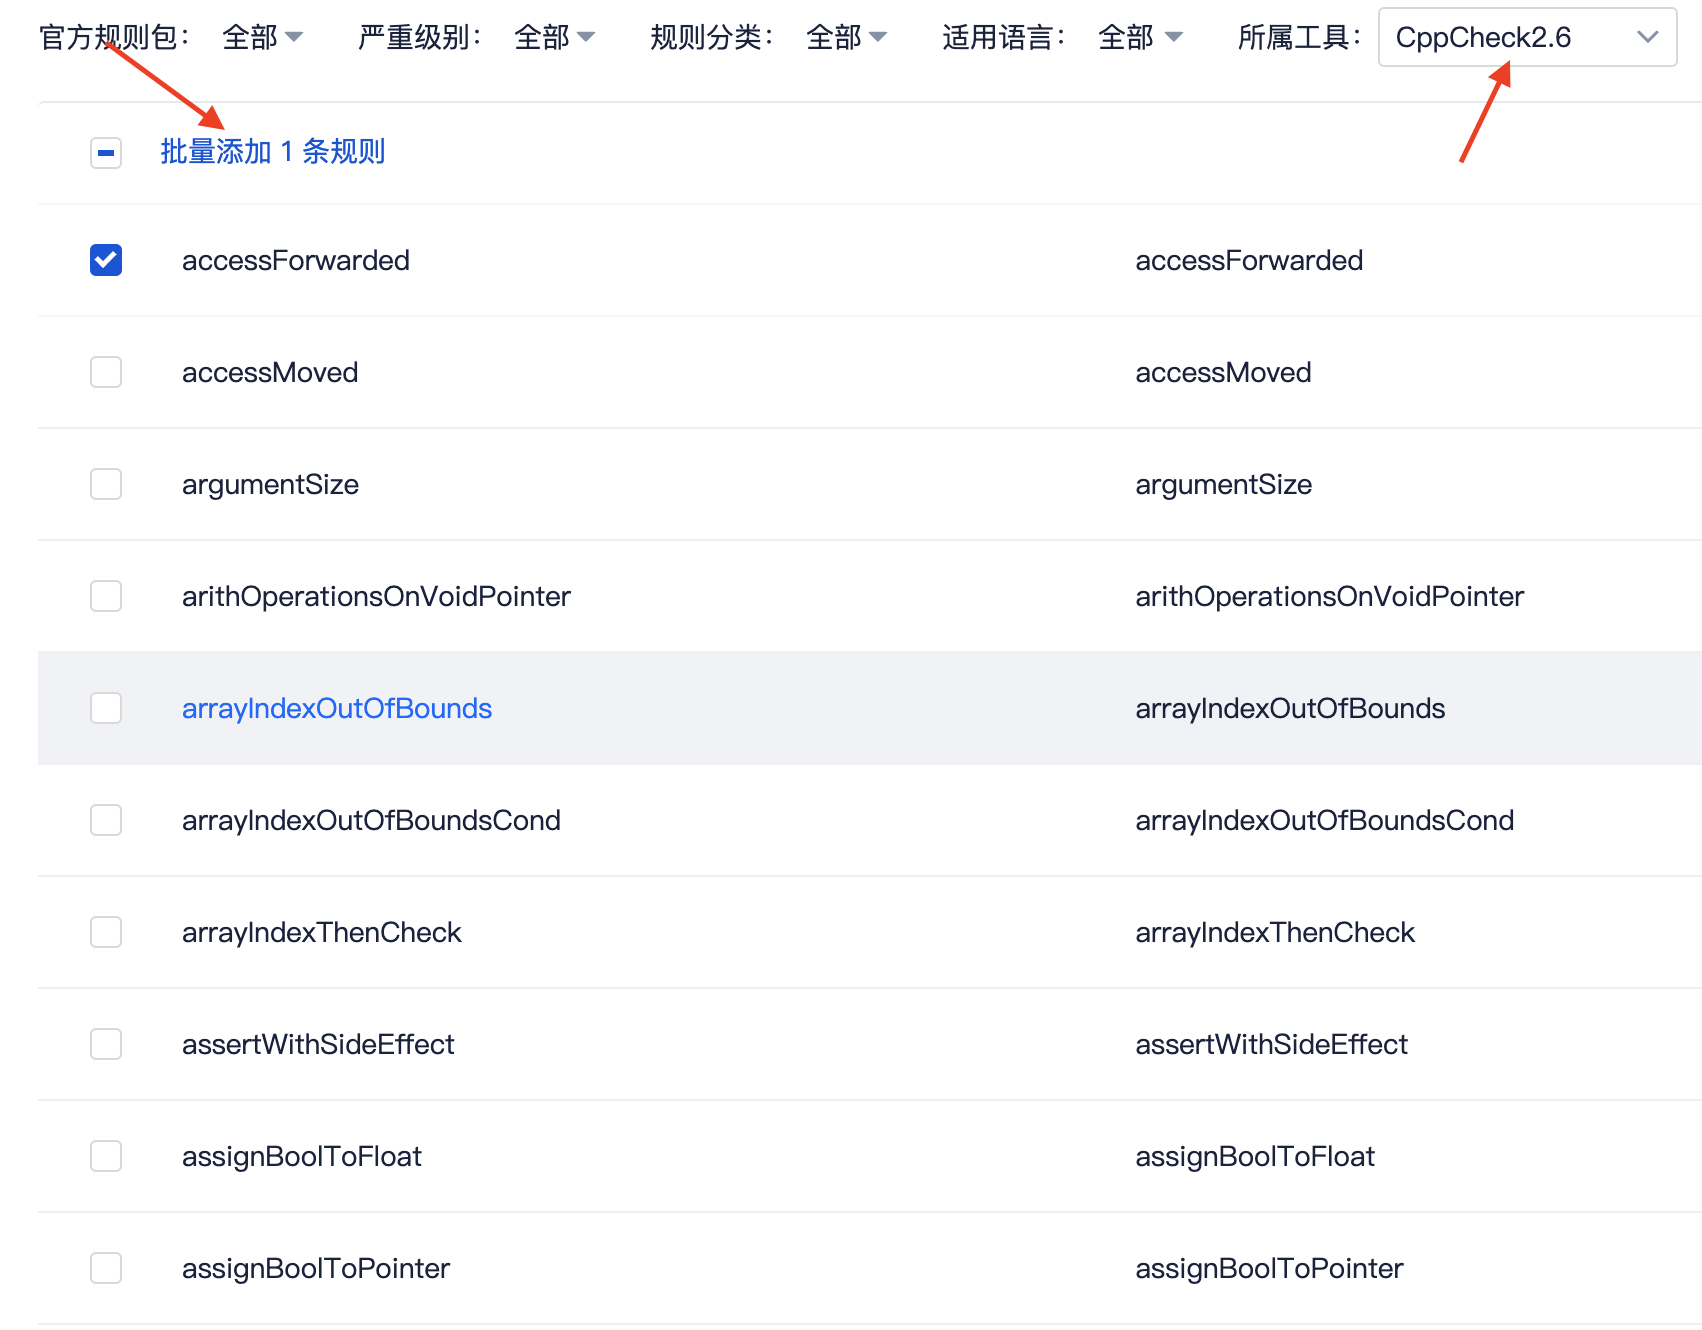 官方规则包： 全部 严重级别： 全部 规则分类： 全部 适用语言： 全部 所属工具： CppCheck2.6
批量添加 1 条规则
accessForwarded accessForwarded
accessMoved accessMoved
argumentSize argumentSize
arithOperationsOnVoidPointer arithOperationsOnVoidPointer
arrayIndexOutOfBounds arrayIndexOutOfBounds
arrayIndexOutOfBoundsCond arrayIndexOutOfBoundsCond
arrayIndexThenCheck arrayIndexThenCheck
assertWithSideEffect assertWithSideEffect
assignBoolToFloat assignBoolToFloat
assignBoolToPointer assignBoolToPointer